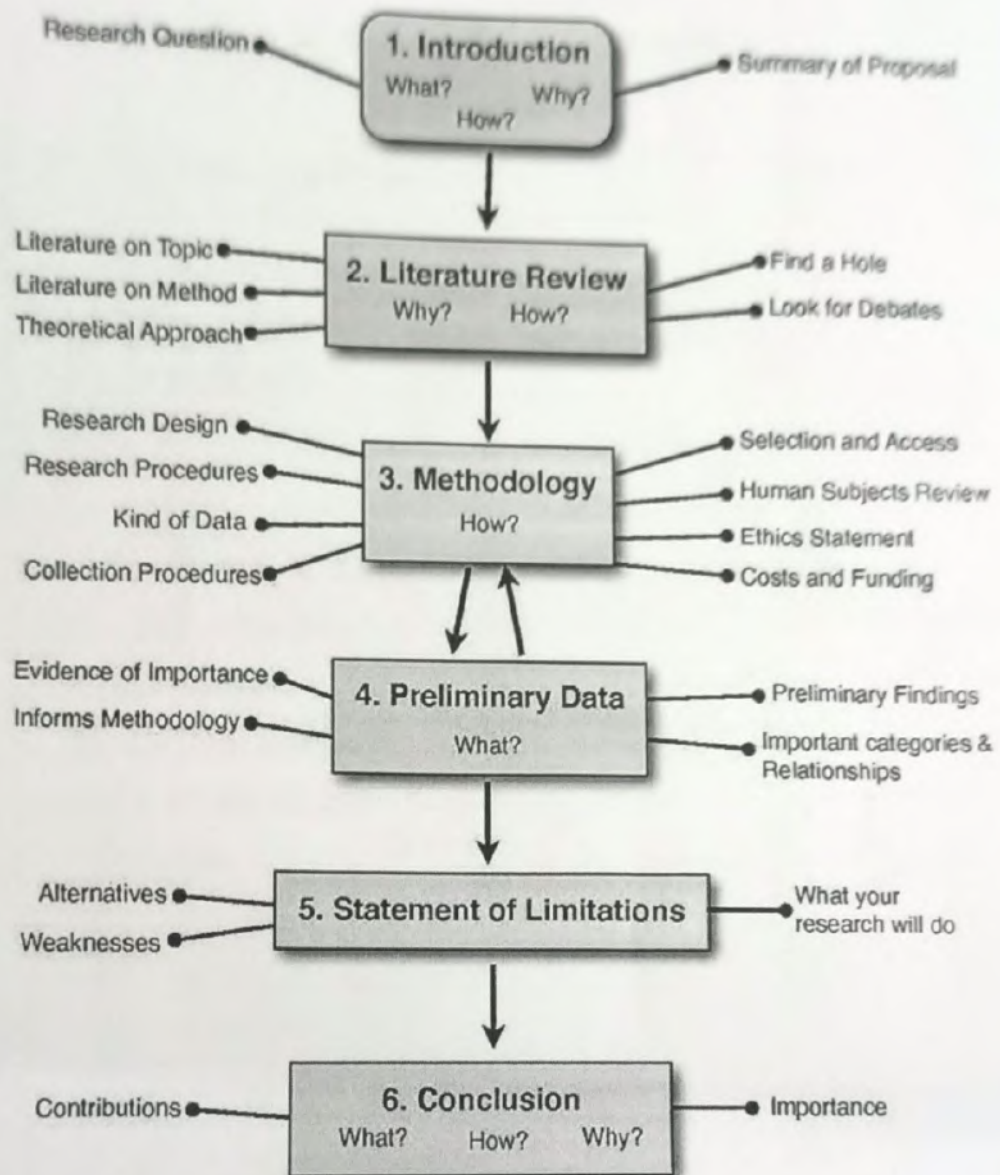 Research Question
1. Introduction
What? Why?
How?
Summary of Proposal
Literature on Topic
Literature on Method
Theoretical Approach
2. Literature Review
Why? How?
Find a Hole
Look for Debates
Research Design
Research Procedures
Kind of Data
Collection Procedures
3. Methodology
How?
Selection and Access
Human Subjects Review
Ethics Statement
Costs and Funding
Evidence of Importance
Informs Methodology
4. Preliminary Data
What?
Preliminary Findings
Important categories &
Relationships
Alternatives
Weaknesses
5. Statement of Limitations
What your
research will do
Contributions
6. Conclusion
What? How? Why?
Importance